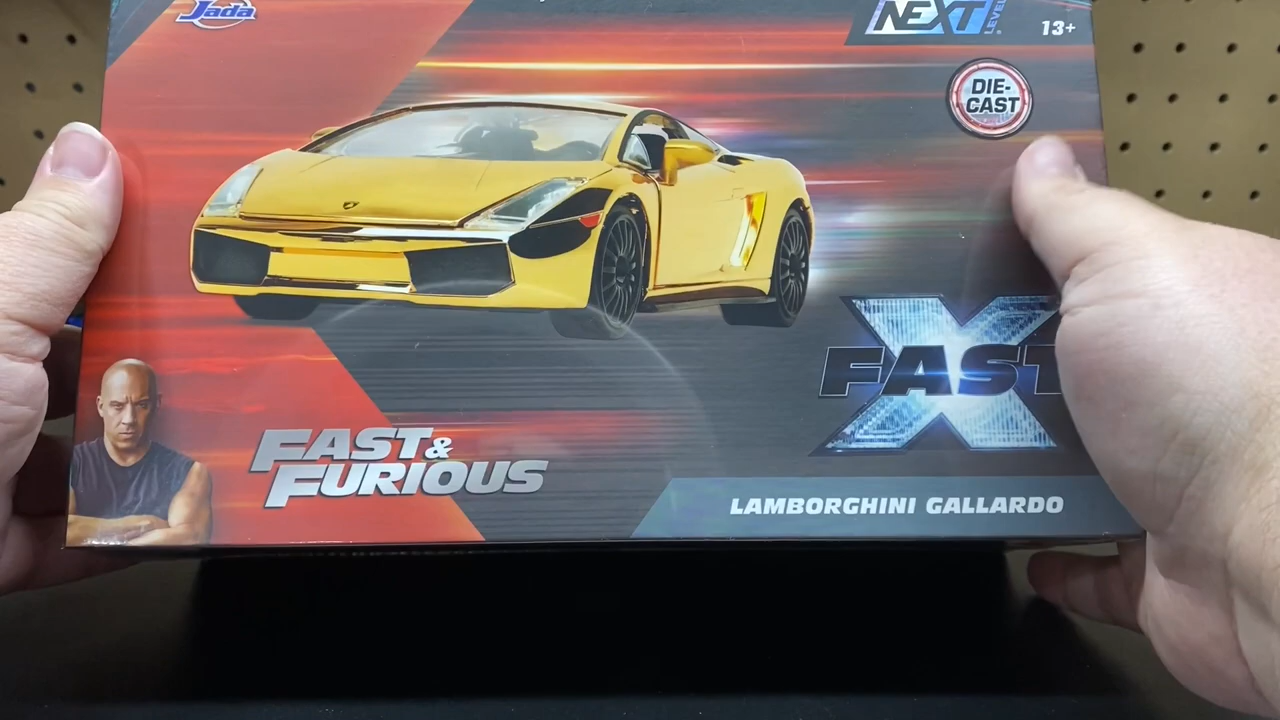 Jada
NEXT
LEVEL
13+
DIE-
CAST
FAST
X
FAST &
FURIOUS
LAMBORGHINI GALLARDO